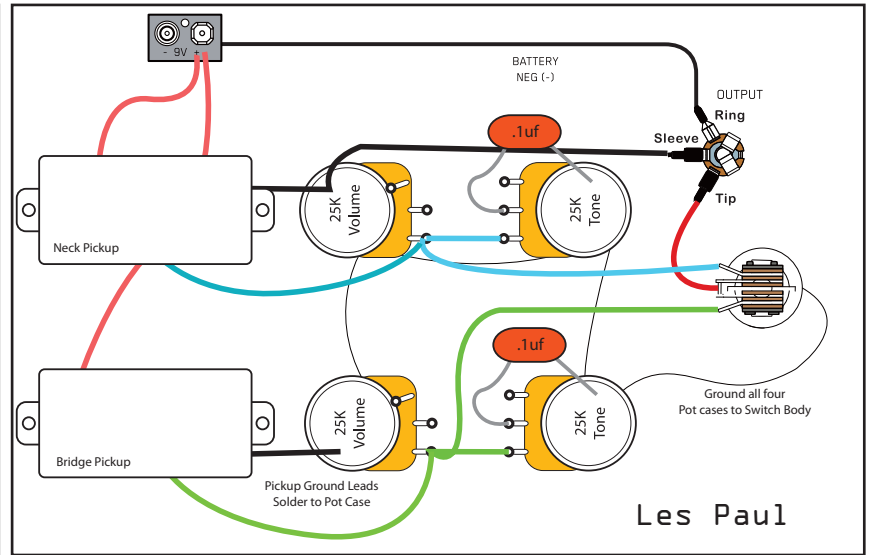 - 9V +
BATTERY
NEG (-)
OUTPUT
Ring
Sleeve
Tip
.1uf
25K
Volume
25K
Tone
Neck Pickup
.1uf
25K
Volume
25K
Tone
Ground all four
Pot cases to Switch Body
Bridge Pickup
Pickup Ground Leads
Solder to Pot Case
Les Paul